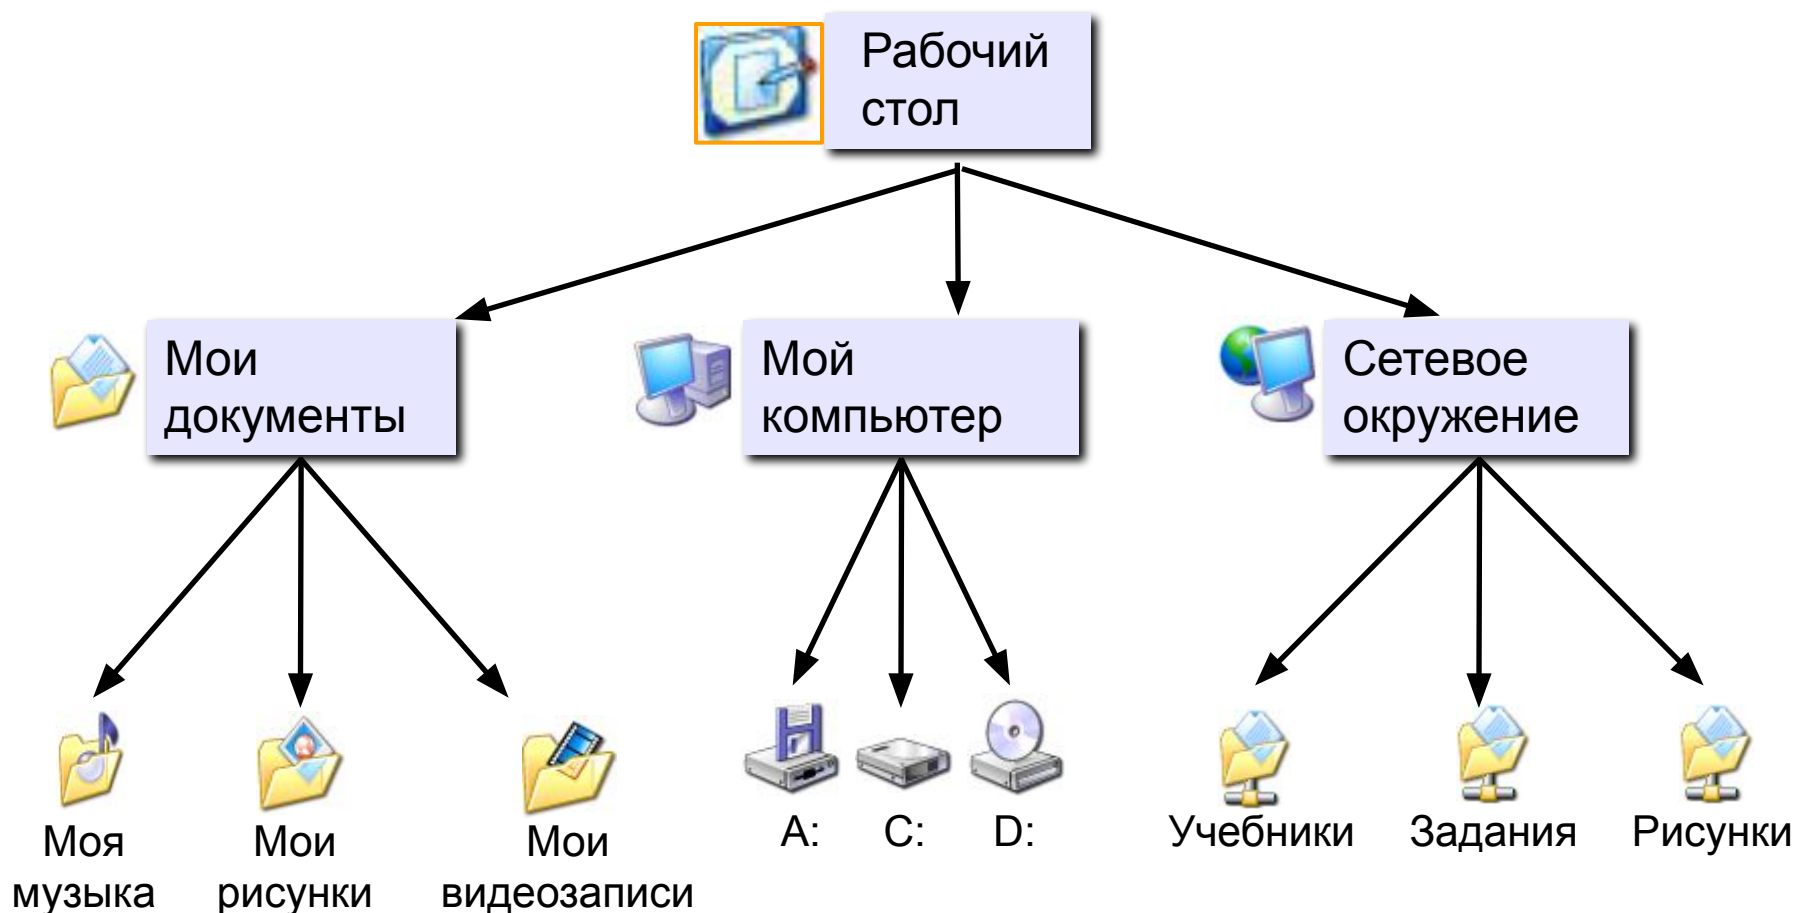 Рабочий
стол
Мои
документы
Мой
компьютер
Сетевое
окружение
Моя
музыка
Мои
рисунки
Мои
видеозаписи
A:
C:
D:
Учебники
Задания
Рисунки